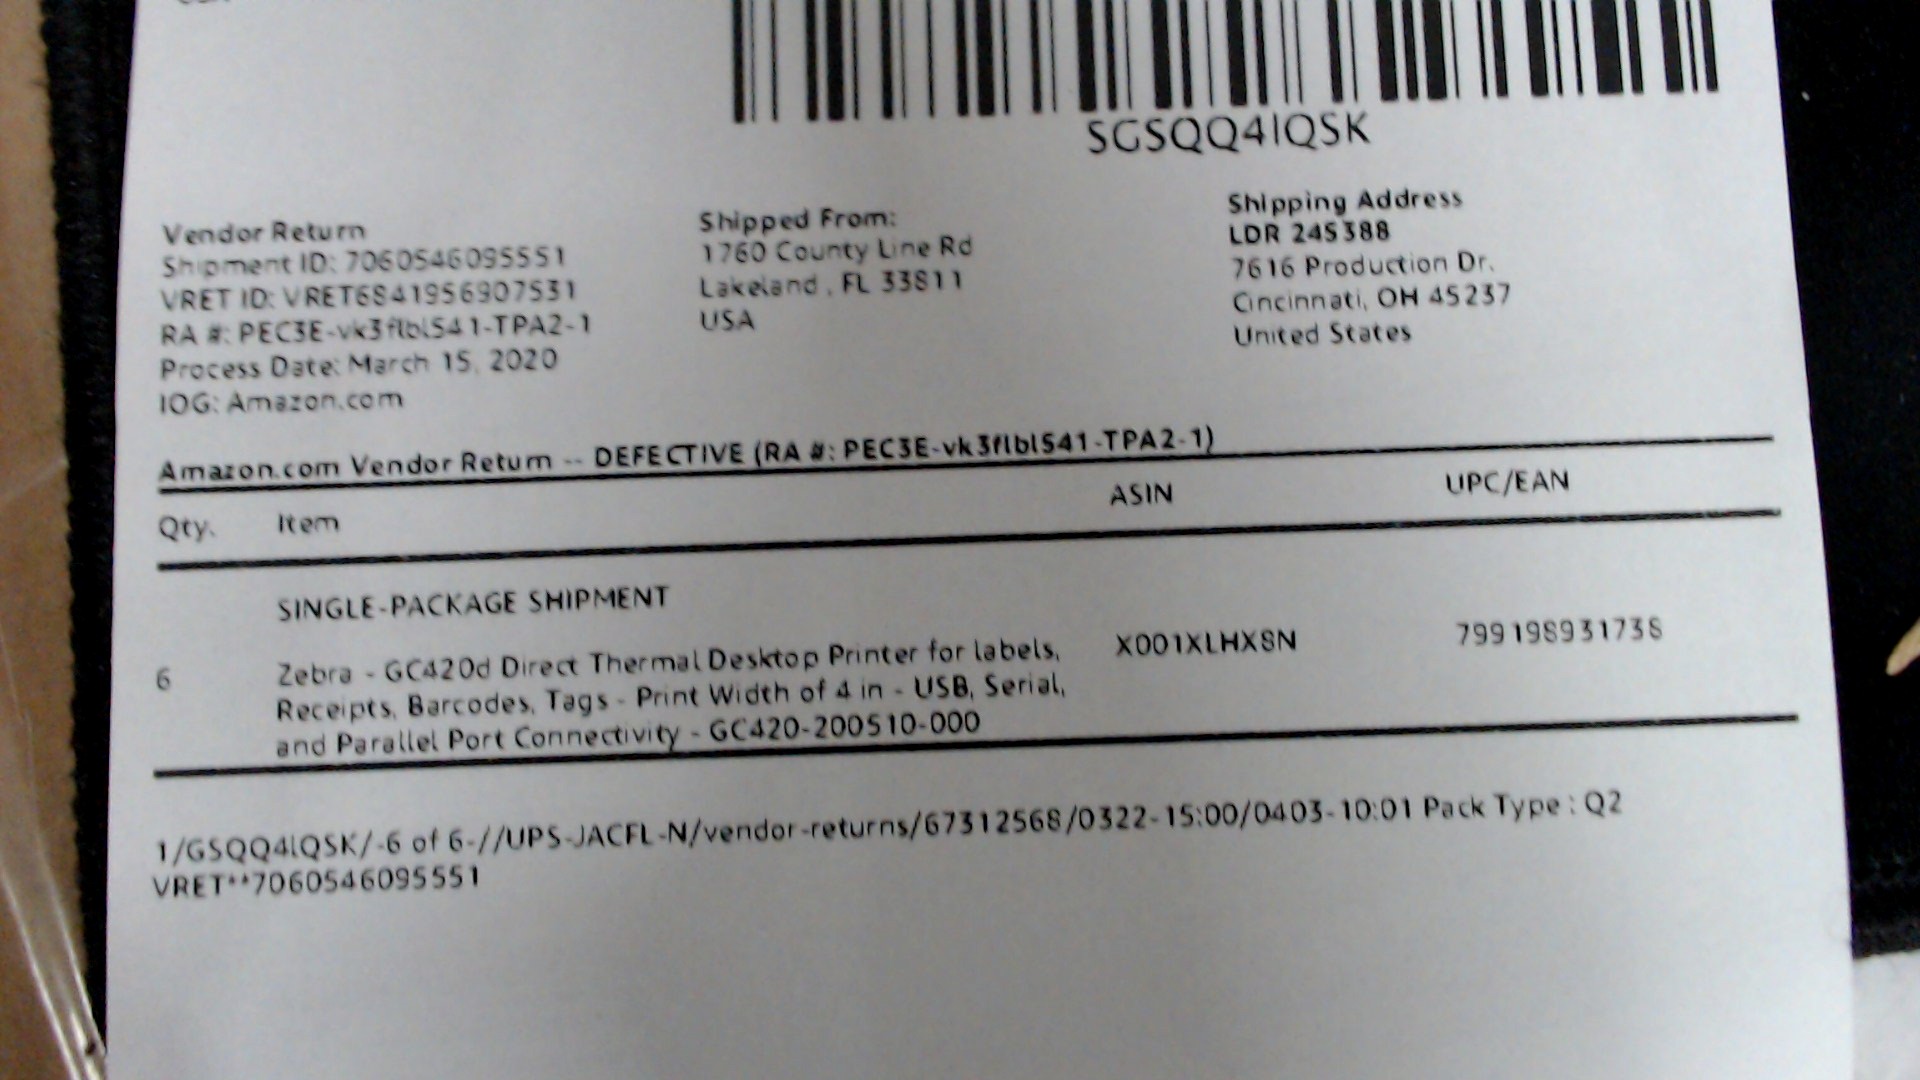 SGSQQ4IQSK
Vendor Return
Shipment ID: 7060546095551
VRET ID: VRET6841956907531
RA #: PEC3E-vk3flblS41-TPA2-1
Process Date: March 15, 2020
IOG: Amazon.com
Shipped From:
1760 County Line Rd
Lakeland , FL 33811
USA
Shipping Address
LDR 245388
7616 Production Dr.
Cincinnati, OH 45237
United States
Amazon.com Vendor Return -- DEFECTIVE (RA #: PEC3E-vk3flblS41-TPA2-1)
Qty. Item ASIN UPC/EAN
SINGLE-PACKAGE SHIPMENT
6 Zebra - GC420d Direct Thermal Desktop Printer for labels, X001XLHX8N 799198931738
Receipts, Barcodes, Tags - Print Width of 4 in - USB, Serial,
and Parallel Port Connectivity - GC420-200510-000
1/GSQQ4lQSK/-6 of 6-//UPS-JACFL-N/vendor-returns/67312568/0322-15:00/0403-10:01 Pack Type : Q2
VRET**7060546095551